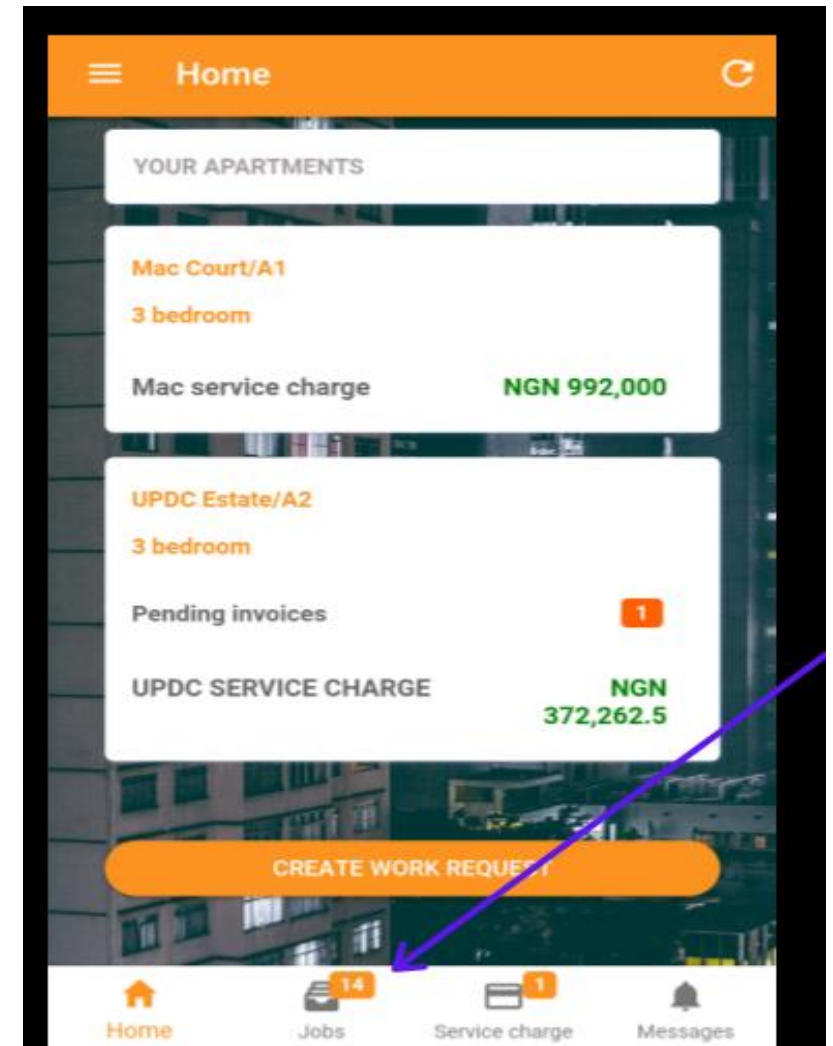 Home
YOUR APARTMENTS
Mac Court/A1
3 bedroom
Mac service charge NGN 992,000
UPDC Estate/A2
3 bedroom
Pending invoices 1
UPDC SERVICE CHARGE NGN
372,262.5
CREATE WORK REQUEST
14 1
Home Jobs Service charge Messages